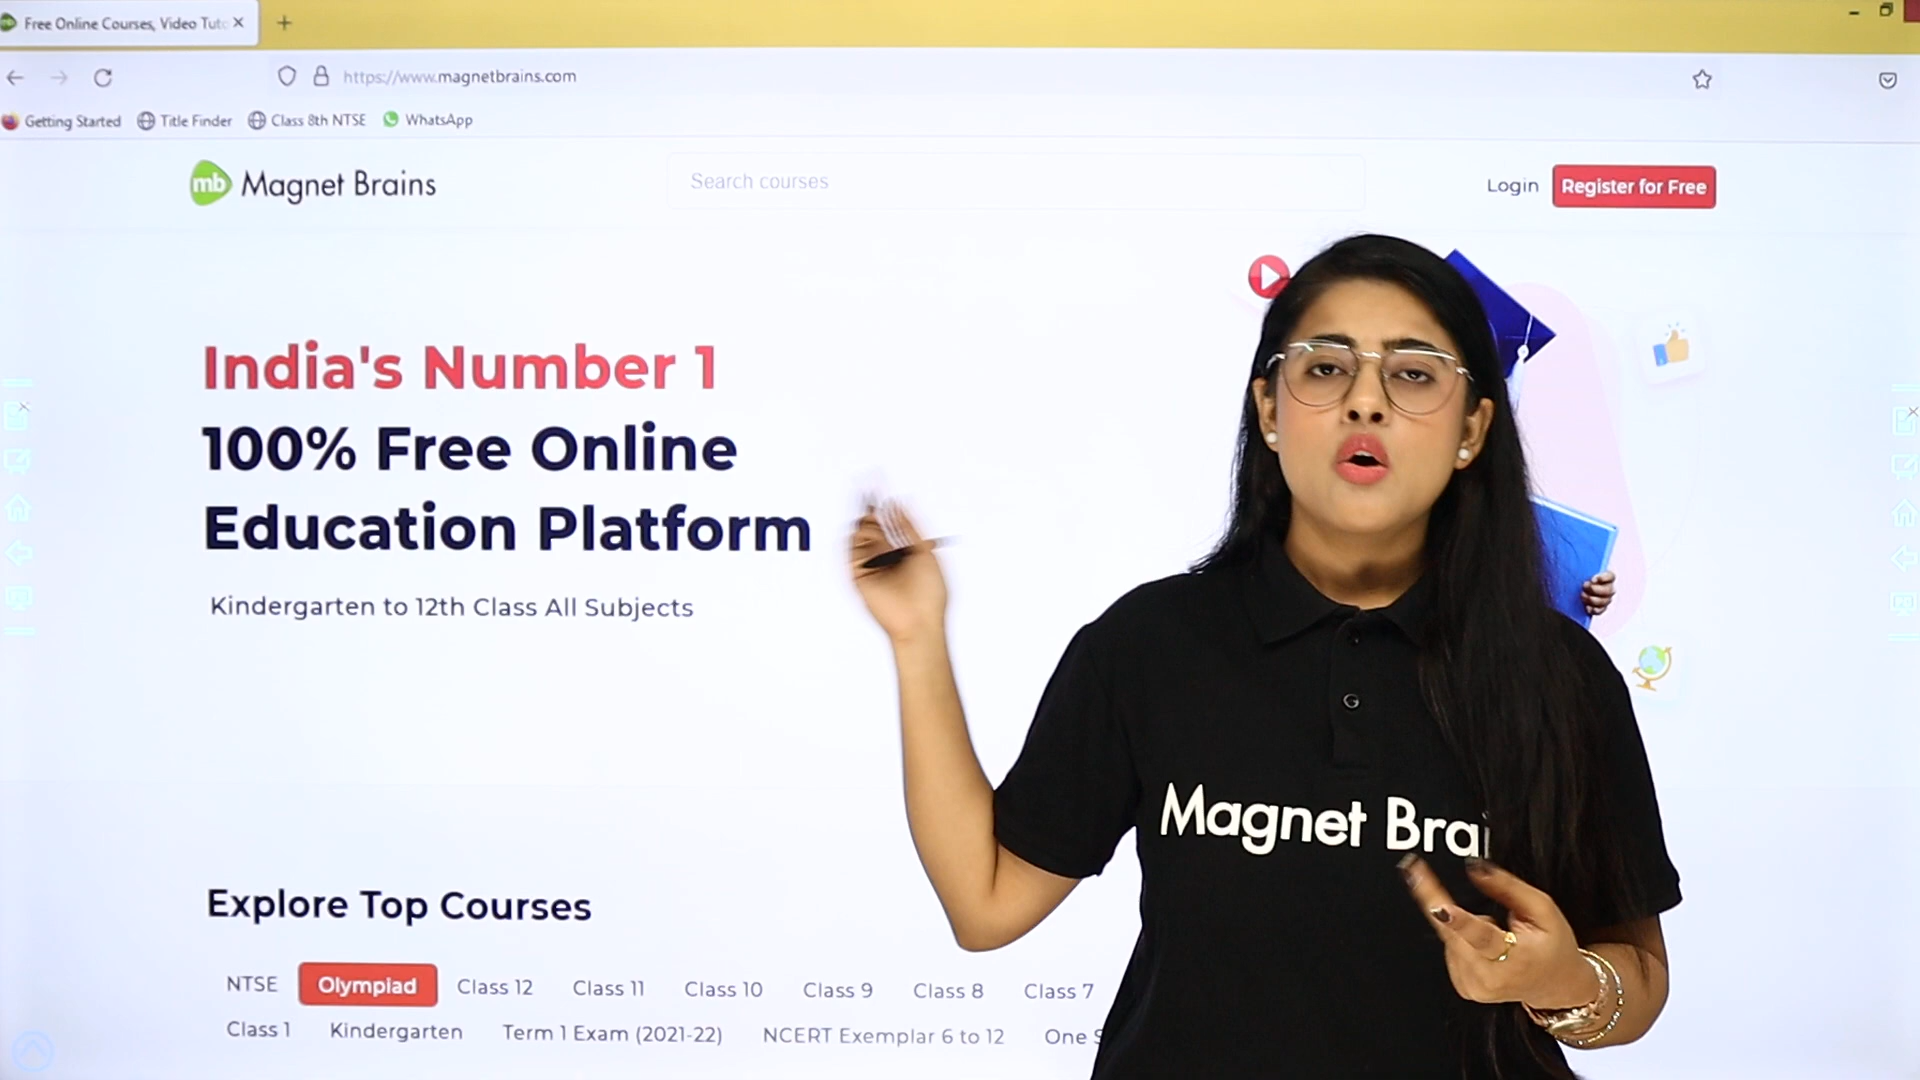 Free Online Courses, Video Tuto
https://www.magnetbrains.com
Getting Started
Title Finder
Class 8th NTSE
WhatsApp
mb Magnet Brains
Search courses
Login
Register for Free
India's Number 1
100% Free Online
Education Platform
Kindergarten to 12th Class All Subjects
Magnet Brai
Explore Top Courses
NTSE
Olympiad
Class 12
Class 11
Class 10
Class 9
Class 8
Class 7
Class 1
Kindergarten
Term 1 Exam (2021-22)
NCERT Exemplar 6 to 12
One